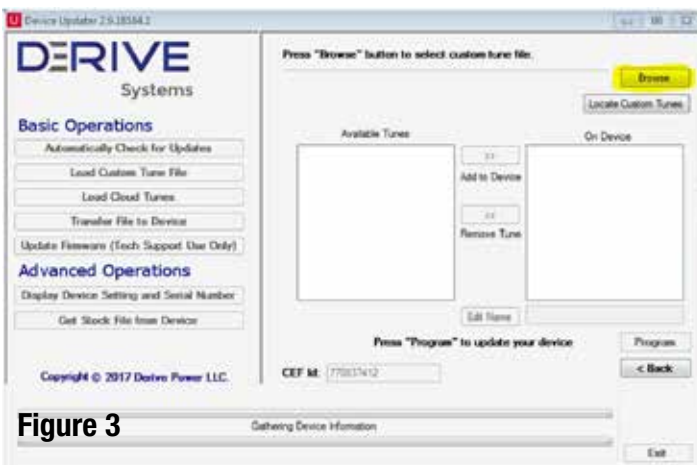 Device Updater 2.9.18584.2
DERIVE
Systems
Basic Operations
Automatically Check for Updates
Load Custom Tune File
Load Cloud Tunes
Transfer File to Device
Update Firmware (Tech Support Use Only)
Advanced Operations
Display Device Setting and Serial Number
Get Stock File from Device
Copyright © 2017 Derive Power LLC.
Press "Browse" button to select custom tune file.
Browse
Locate Custom Tunes
Available Tunes
On Device
>>
Add to Device
<<
Remove Tune
Edit Name
Press "Program" to update your device
Program
CEF Id:
< Back
Figure 3
Gathering Device Information
Exit